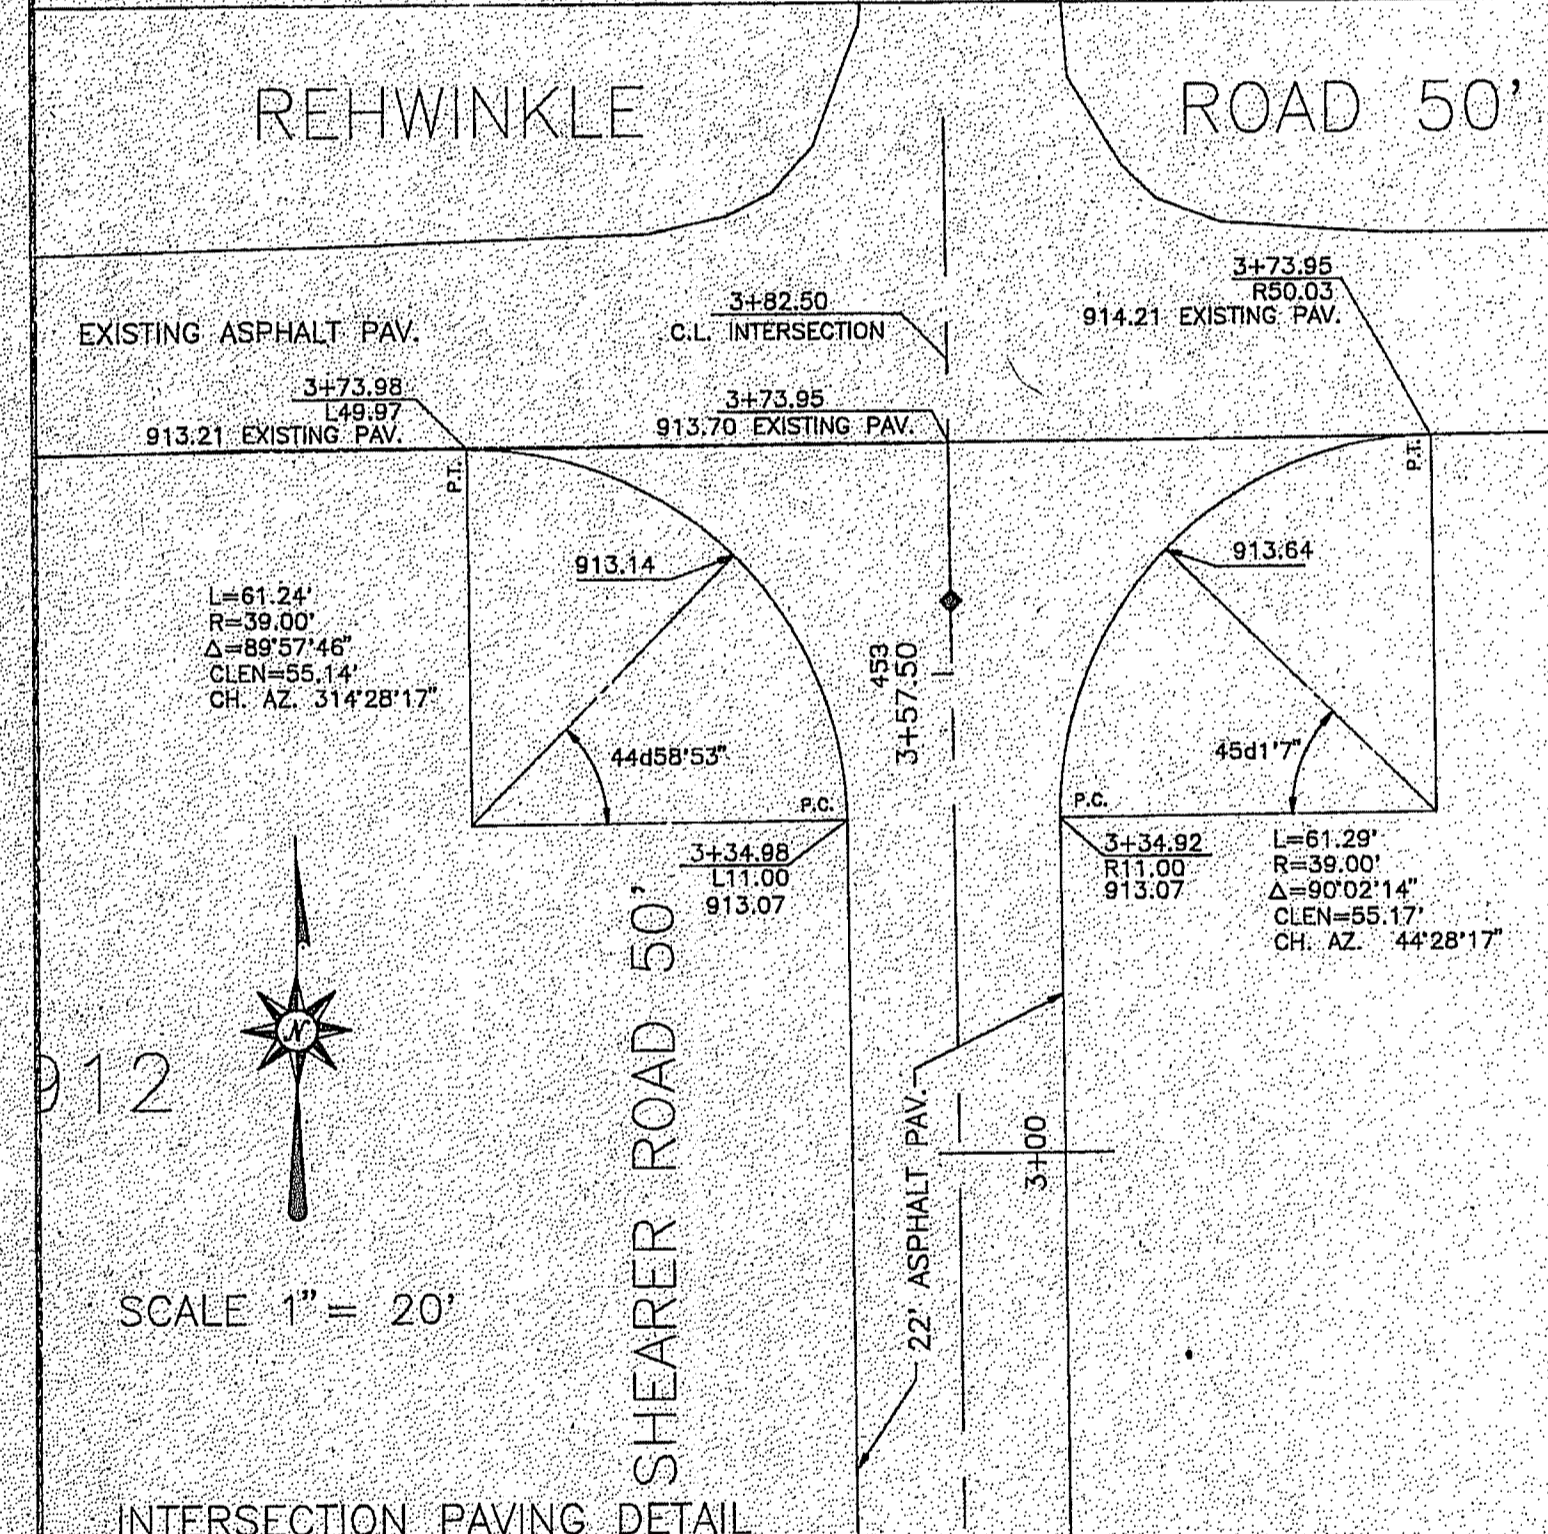 REHWINKLE
ROAD 50'
3+73.95
R50.03
914.21 EXISTING PAV.
3+82.50
C.L. INTERSECTION
EXISTING ASPHALT PAV.
3+73.98
L49.97
913.21 EXISTING PAV.
3+73.95
913.70 EXISTING PAV.
P.T.
P.T.
913.14
913.64
L=61.24'
R=39.00'
Δ=89°57'46"
CLEN=55.14'
CH. AZ. 314°28'17"
453
3+57.50
44d58'53"
45d1'7"
P.C.
P.C.
3+34.98
L11.00
913.07
3+34.92
R11.00
913.07
L=61.29'
R=39.00'
Δ=90°02'14"
CLEN=55.17'
CH. AZ. 44°28'17"
N
912
SHEARER ROAD 50'
22' ASPHALT PAV.
3+00
SCALE 1"= 20'
INTERSECTION PAVING DETAIL